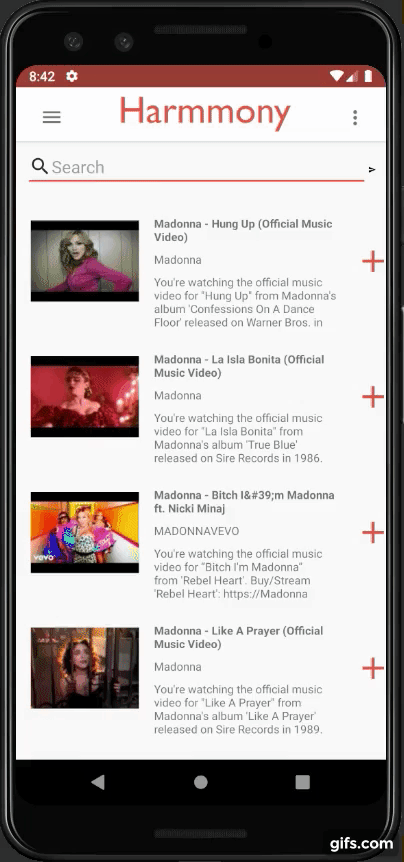 8:42
Harmmony
Search
Madonna - Hung Up (Official Music
Video)
Madonna
You're watching the official music
video for "Hung Up" from Madonna's
album 'Confessions On A Dance
Floor' released on Warner Bros. in
Madonna - La Isla Bonita (Official
Music Video)
Madonna
You're watching the official music
video for "La Isla Bonita" from
Madonna's album 'True Blue'
released on Sire Records in 1986.
Madonna - Bitch I&#39;m Madonna
ft. Nicki Minaj
MADONNAVEVO
You're watching the official music
video for “Bitch I'm Madonna”
from 'Rebel Heart'. Buy/Stream
'Rebel Heart': https://Madonna
vevo
Madonna - Like A Prayer (Official
Music Video)
Madonna
You're watching the official music
video for "Like A Prayer" from
Madonna's album 'Like A Prayer'
released on Sire Records in 1989.
gifs.com